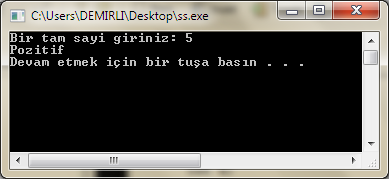 C:\Users\DEMIRLI\Desktop\ss.exe
Bir tam sayi giriniz: 5
Pozitif
Devam etmek için bir tuşa basın . . .